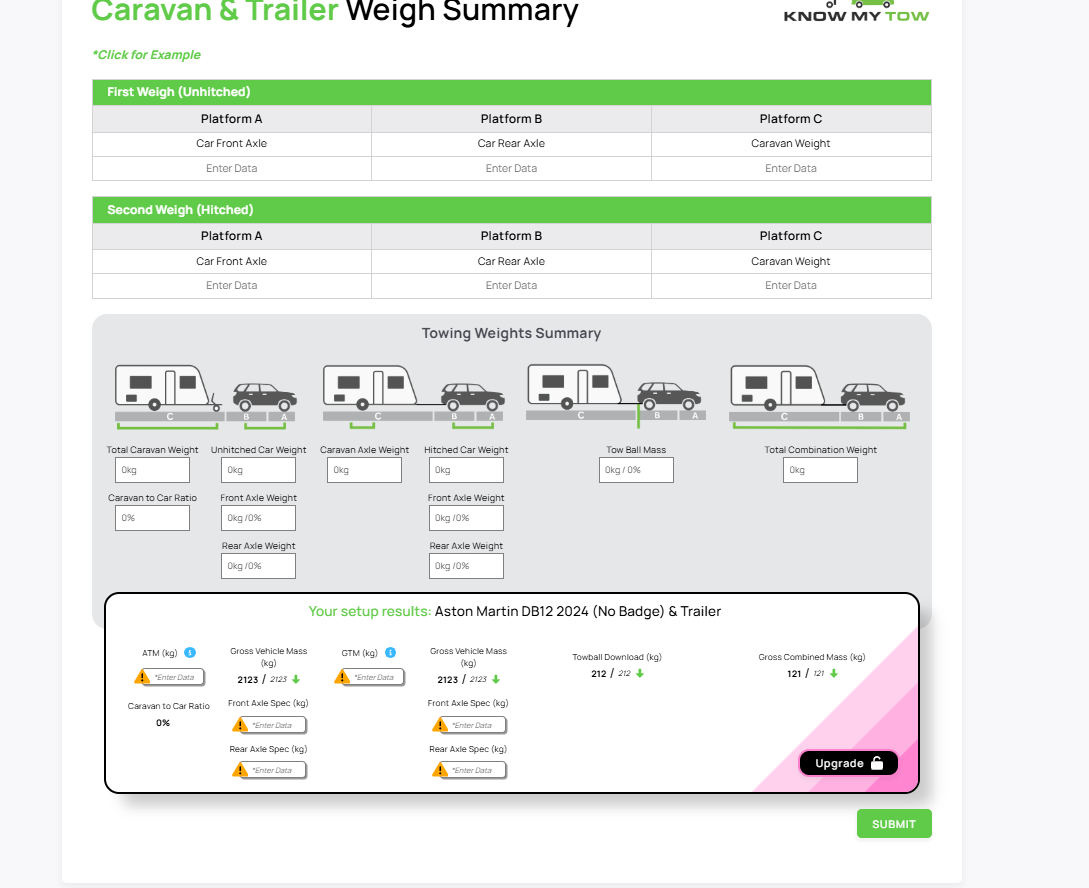 Caravan & Trailer Weigh Summary
KNOW MY TOW
*Click for Example
First Weigh (Unhitched)
Platform A Platform B Platform C
Car Front Axle Car Rear Axle Caravan Weight
Enter Data Enter Data Enter Data
Second Weigh (Hitched)
Platform A Platform B Platform C
Car Front Axle Car Rear Axle Caravan Weight
Enter Data Enter Data Enter Data
Towing Weights Summary
C B A C B A C B A C B A
Total Caravan Weight Unhitched Car Weight Caravan Axle Weight Hitched Car Weight Tow Ball Mass Total Combination Weight
0kg 0kg 0kg 0kg 0kg / 0% 0kg
Caravan to Car Ratio Front Axle Weight Front Axle Weight
0% 0kg /0% 0kg /0%
Rear Axle Weight Rear Axle Weight
0kg /0% 0kg /0%
Your setup results: Aston Martin DB12 2024 (No Badge) & Trailer
ATM (kg) i Gross Vehicle Mass (kg) GTM (kg) i Gross Vehicle Mass (kg) Towball Download (kg) Gross Combined Mass (kg)
*Enter Data 2123 / 2123 *Enter Data 2123 / 2123 212 / 212 121 / 121
Caravan to Car Ratio Front Axle Spec (kg) Front Axle Spec (kg)
0% *Enter Data *Enter Data
Rear Axle Spec (kg) Rear Axle Spec (kg)
*Enter Data *Enter Data
Upgrade
SUBMIT